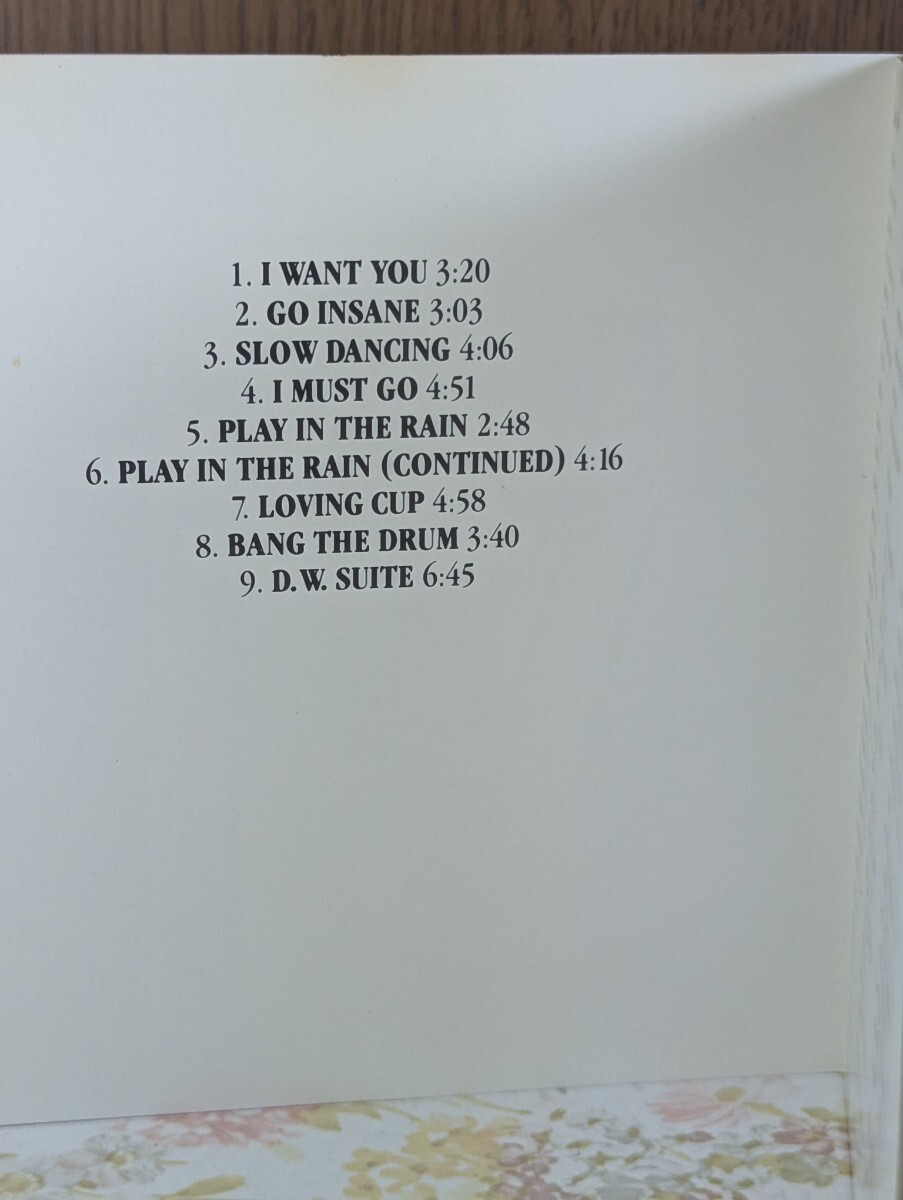 1. I WANT YOU 3:20
2. GO INSANE 3:03
3. SLOW DANCING 4:06
4. I MUST GO 4:51
5. PLAY IN THE RAIN 2:48
6. PLAY IN THE RAIN (CONTINUED) 4:16
7. LOVING CUP 4:58
8. BANG THE DRUM 3:40
9. D.W. SUITE 6:45